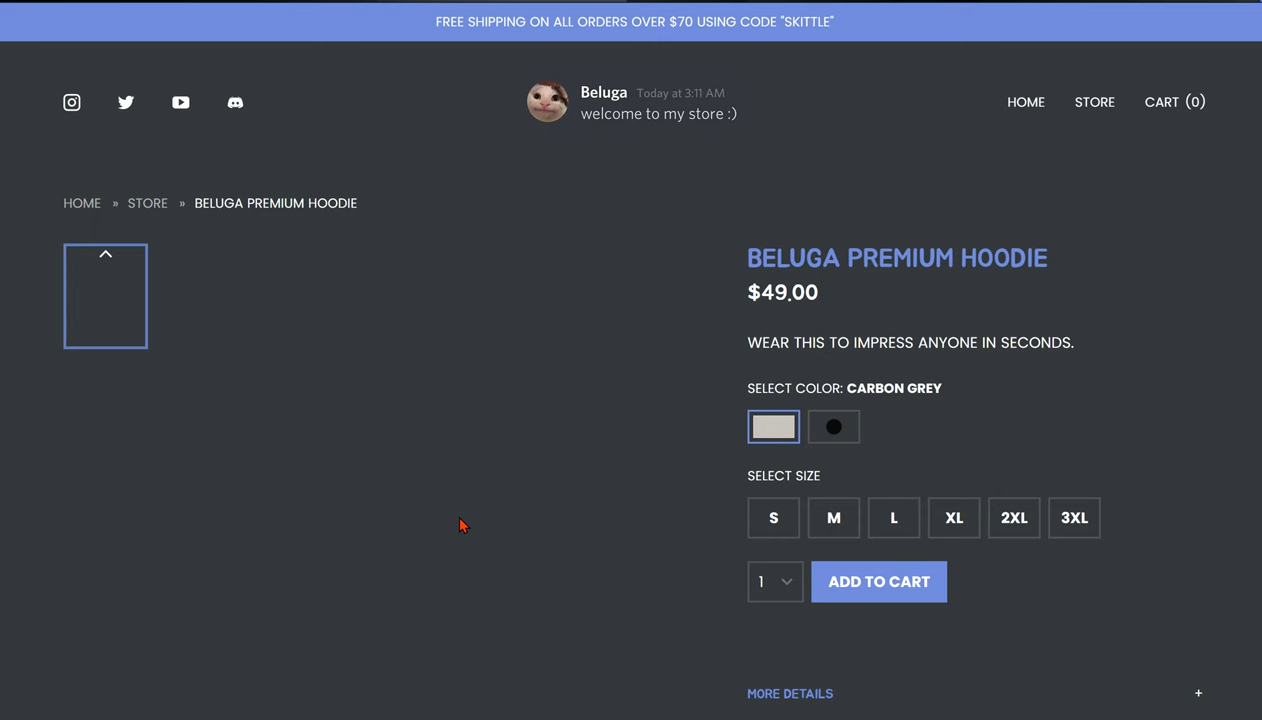 FREE SHIPPING ON ALL ORDERS OVER $70 USING CODE "SKITTLE"
Beluga Today at 3:11 AM
welcome to my store :)
HOME STORE CART (0)
HOME » STORE » BELUGA PREMIUM HOODIE
BELUGA PREMIUM HOODIE
$49.00
WEAR THIS TO IMPRESS ANYONE IN SECONDS.
SELECT COLOR: CARBON GREY
SELECT SIZE
S M L XL 2XL 3XL
1 ADD TO CART
MORE DETAILS +